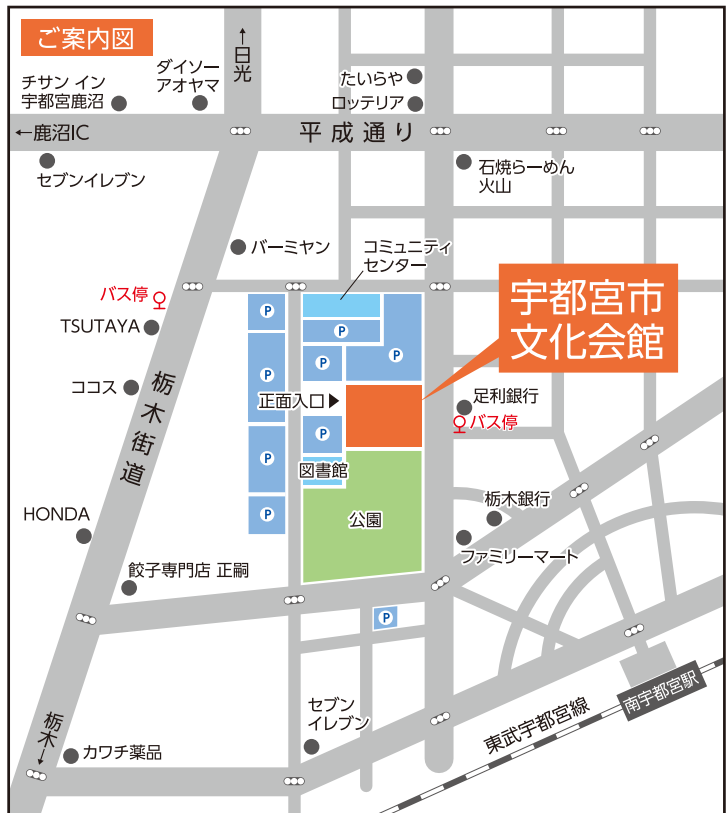 ご案内図
↑日光
ダイソー
アオヤマ
チサン イン
宇都宮鹿沼
たいらや
ロッテリア
←鹿沼IC
平成通り
セブンイレブン
石焼らーめん
火山
バーミヤン
コミュニティ
センター
バス停
TSUTAYA
宇都宮市
文化会館
P
P
P
P
P
ココス
栃木街道
正面入口▶
足利銀行
バス停
P
P
図書館
HONDA
P
公園
栃木銀行
ファミリーマート
餃子専門店 正嗣
P
南宇都宮駅
東武宇都宮線
セブン
イレブン
栃木→
カワチ薬品